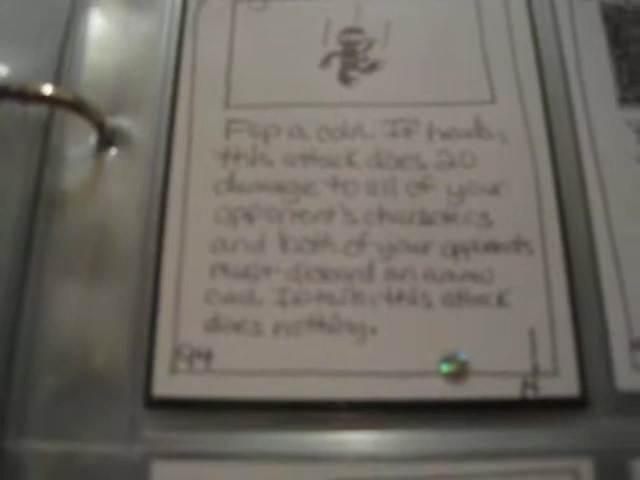 Flip a coin. If heads,
this attack does 20
damage to all of your
opponent's characters
and both of your opponents
must discard an
card. If tails, this attack
does nothing.
94